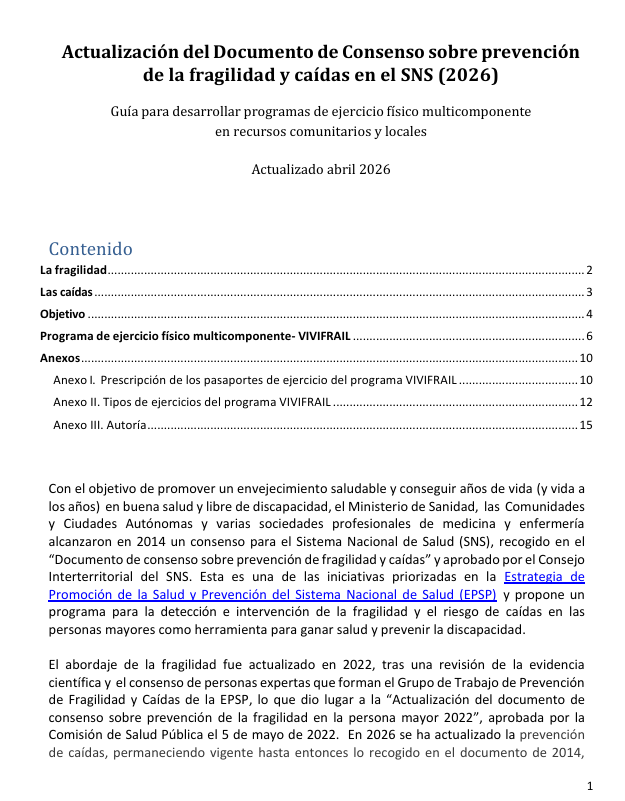 Actualización del Documento de Consenso sobre prevención
de la fragilidad y caídas en el SNS (2026)
Guía para desarrollar programas de ejercicio físico multicomponente
en recursos comunitarios y locales
Actualizado abril 2026
Contenido
La fragilidad....................................................................................................................2
Las caídas.......................................................................................................................3
Objetivo.........................................................................................................................4
Programa de ejercicio físico multicomponente- VIVIFRAIL.......................................................6
Anexos...........................................................................................................................10
Anexo I. Prescripción de los pasaportes de ejercicio del programa VIVIFRAIL..............................10
Anexo II. Tipos de ejercicios del programa VIVIFRAIL..............................................................12
Anexo III. Autoría...........................................................................................................15
Con el objetivo de promover un envejecimiento saludable y conseguir años de vida (y vida a
los años) en buena salud y libre de discapacidad, el Ministerio de Sanidad, las Comunidades
y Ciudades Autónomas y varias sociedades profesionales de medicina y enfermería
alcanzaron en 2014 un consenso para el Sistema Nacional de Salud (SNS), recogido en el
“Documento de consenso sobre prevención de fragilidad y caídas” y aprobado por el Consejo
Interterritorial del SNS. Esta es una de las iniciativas priorizadas en la Estrategia de
Promoción de la Salud y Prevención del Sistema Nacional de Salud (EPSP) y propone un
programa para la detección e intervención de la fragilidad y el riesgo de caídas en las
personas mayores como herramienta para ganar salud y prevenir la discapacidad.
El abordaje de la fragilidad fue actualizado en 2022, tras una revisión de la evidencia
científica y el consenso de personas expertas que forman el Grupo de Trabajo de Prevención
de Fragilidad y Caídas de la EPSP, lo que dio lugar a la “Actualización del documento de
consenso sobre prevención de la fragilidad en la persona mayor 2022”, aprobada por la
Comisión de Salud Pública el 5 de mayo de 2022. En 2026 se ha actualizado la prevención
de caídas, permaneciendo vigente hasta entonces lo recogido en el documento de 2014,
1